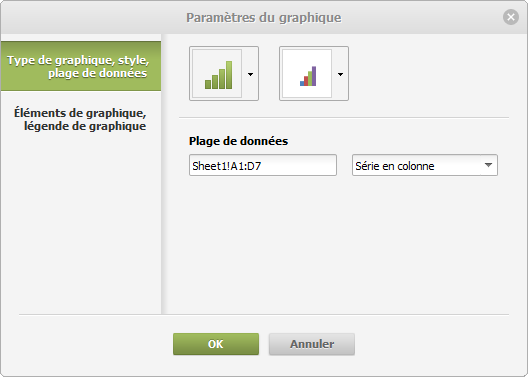 Paramètres du graphique
Type de graphique, style,
plage de données
Éléments de graphique,
légende de graphique
Plage de données
Sheet1!A1:D7
Série en colonne
OK
Annuler